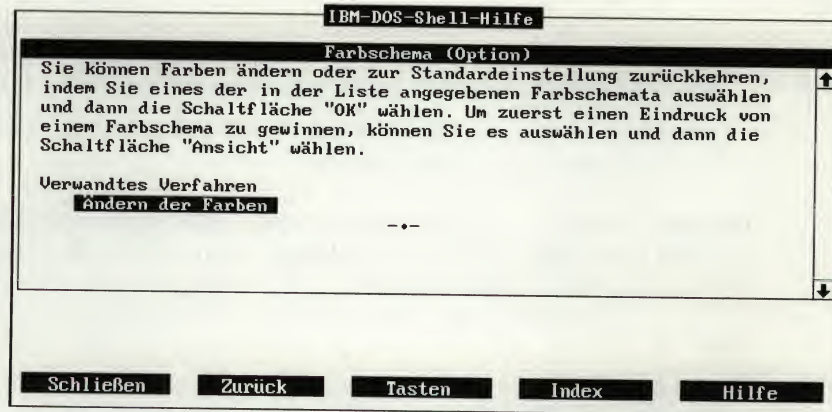 IBM-DOS-Shell-Hilfe
Farbschema (Option)
Sie können Farben ändern oder zur Standardeinstellung zurückkehren,
indem Sie eines der in der Liste angegebenen Farbschemata auswählen
und dann die Schaltfläche "OK" wählen. Um zuerst einen Eindruck von
einem Farbschema zu gewinnen, können Sie es auswählen und dann die
Schaltfläche "Ansicht" wählen.
Verwandtes Verfahren
Ändern der Farben
Schließen Zurück Tasten Index Hilfe